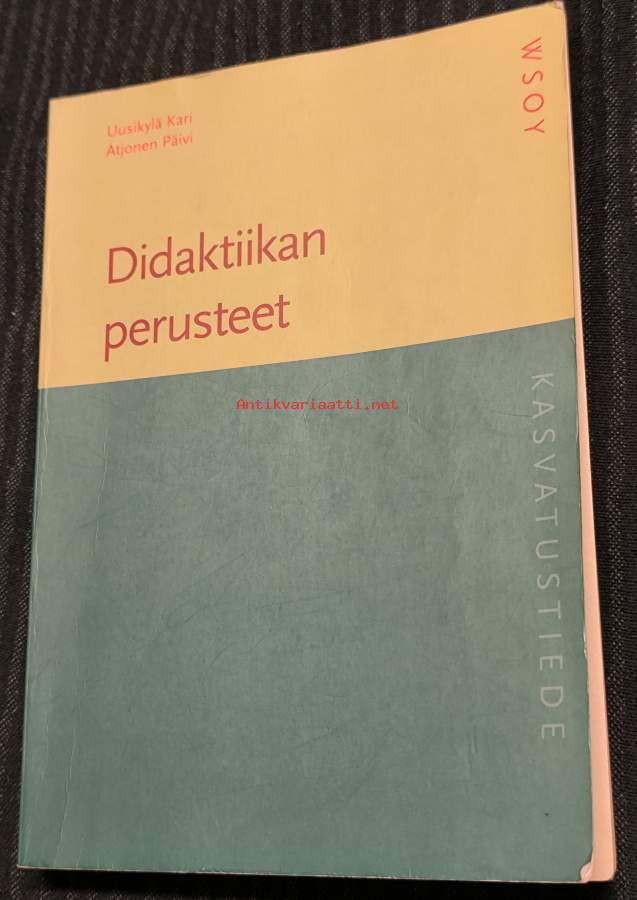 Uusikylä Kari
Atjonen Päivi
WSOY
Didaktiikan
perusteet
Antikvariaatti.net
KASVATUSTIEDE